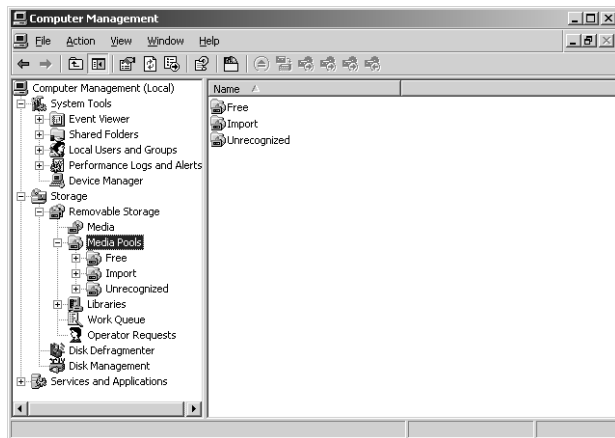 Computer Management
File Action View Window Help
Computer Management (Local)
System Tools
Event Viewer
Shared Folders
Local Users and Groups
Performance Logs and Alerts
Device Manager
Storage
Removable Storage
Media
Media Pools
Free
Import
Unrecognized
Libraries
Work Queue
Operator Requests
Disk Defragmenter
Disk Management
Services and Applications
Name
Free
Import
Unrecognized